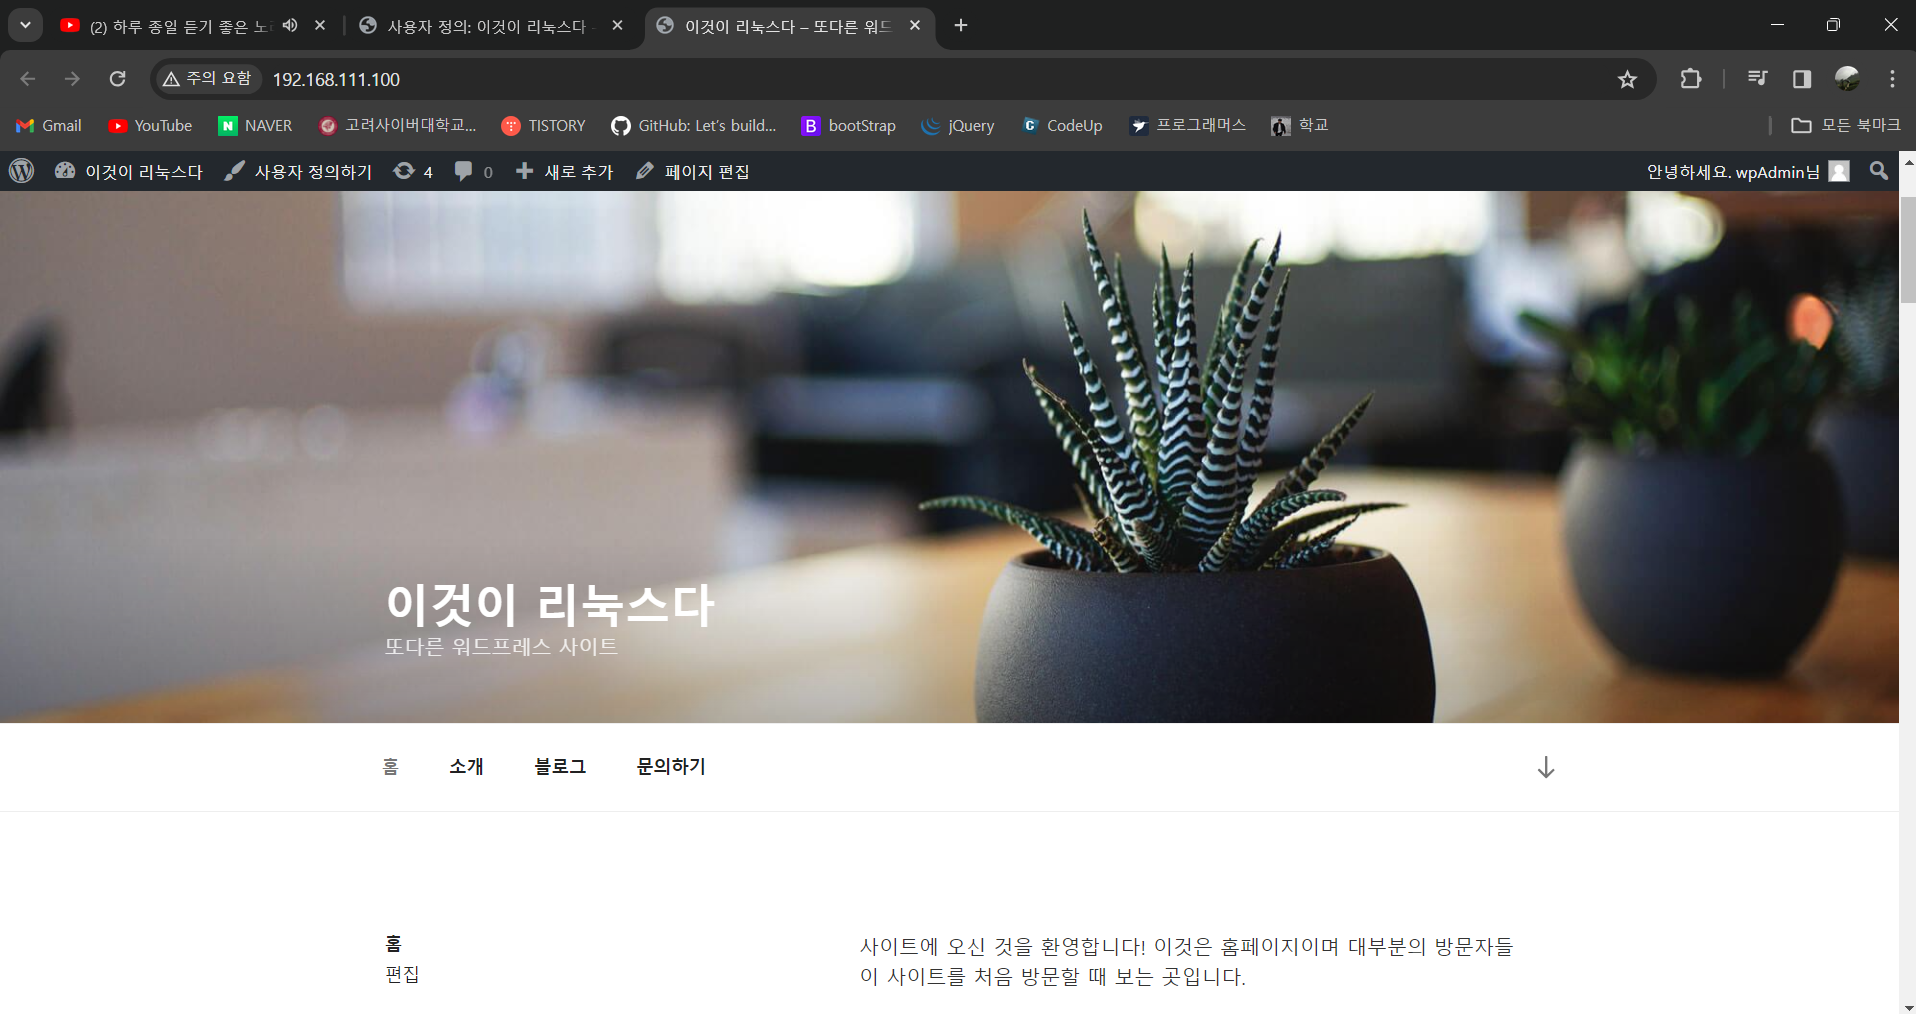 (2) 하루 종일 듣기 좋은 노래
사용자 정의: 이것이 리눅스다 -
이것이 리눅스다 – 또다른 워드
주의 요함 192.168.111.100
Gmail YouTube NAVER 고려사이버대학교... TISTORY GitHub: Let's build... bootStrap jQuery CodeUp 프로그래머스 학교 모든 북마크
이것이 리눅스다 사용자 정의하기 4 0 새로 추가 페이지 편집 안녕하세요. wpAdmin님
이것이 리눅스다
또다른 워드프레스 사이트
홈 소개 블로그 문의하기
홈
편집
사이트에 오신 것을 환영합니다! 이것은 홈페이지이며 대부분의 방문자들
이 사이트를 처음 방문할 때 보는 곳입니다.